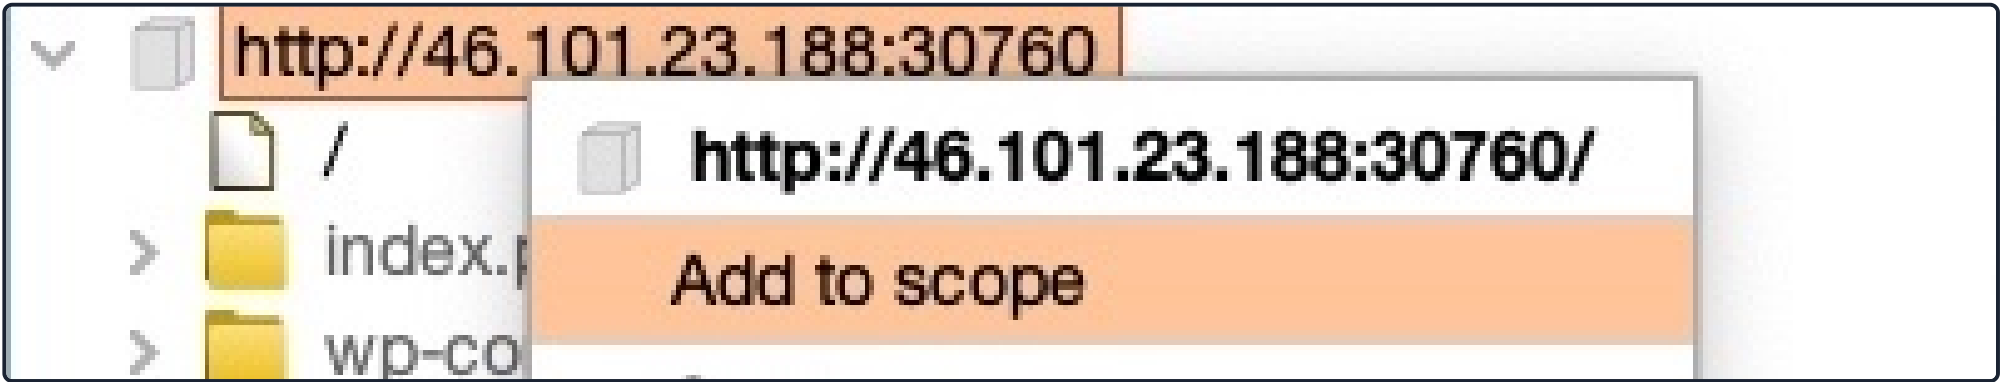 http://46.101.23.188:30760
/
http://46.101.23.188:30760/
index.
Add to scope
wp-co